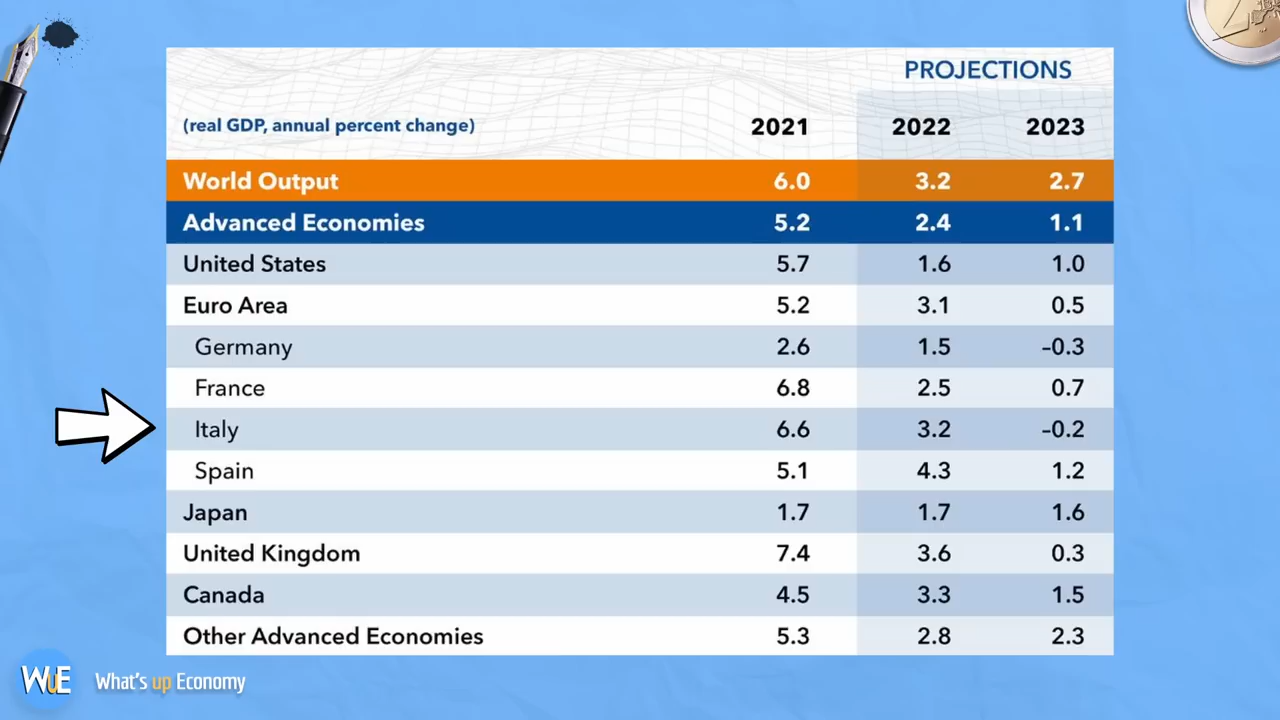 PROJECTIONS
(real GDP, annual percent change) 2021 2022 2023
World Output 6.0 3.2 2.7
Advanced Economies 5.2 2.4 1.1
United States 5.7 1.6 1.0
Euro Area 5.2 3.1 0.5
Germany 2.6 1.5 –0.3
France 6.8 2.5 0.7
Italy 6.6 3.2 –0.2
Spain 5.1 4.3 1.2
Japan 1.7 1.7 1.6
United Kingdom 7.4 3.6 0.3
Canada 4.5 3.3 1.5
Other Advanced Economies 5.3 2.8 2.3
WuE What's up Economy